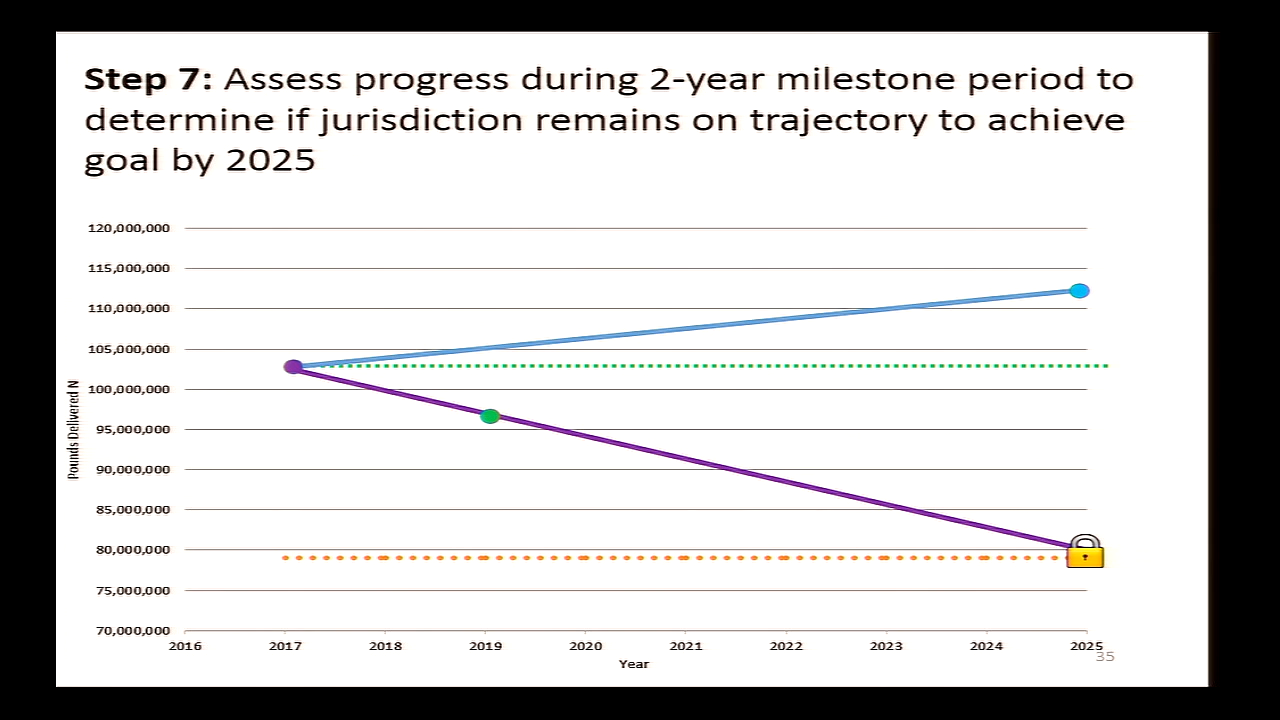 Step 7: Assess progress during 2-year milestone period to
determine if jurisdiction remains on trajectory to achieve
goal by 2025
120,000,000
115,000,000
110,000,000
105,000,000
100,000,000
95,000,000
90,000,000
85,000,000
80,000,000
75,000,000
70,000,000
Pounds Delivered N
2016 2017 2018 2019 2020 2021 2022 2023 2024 2025
Year
35